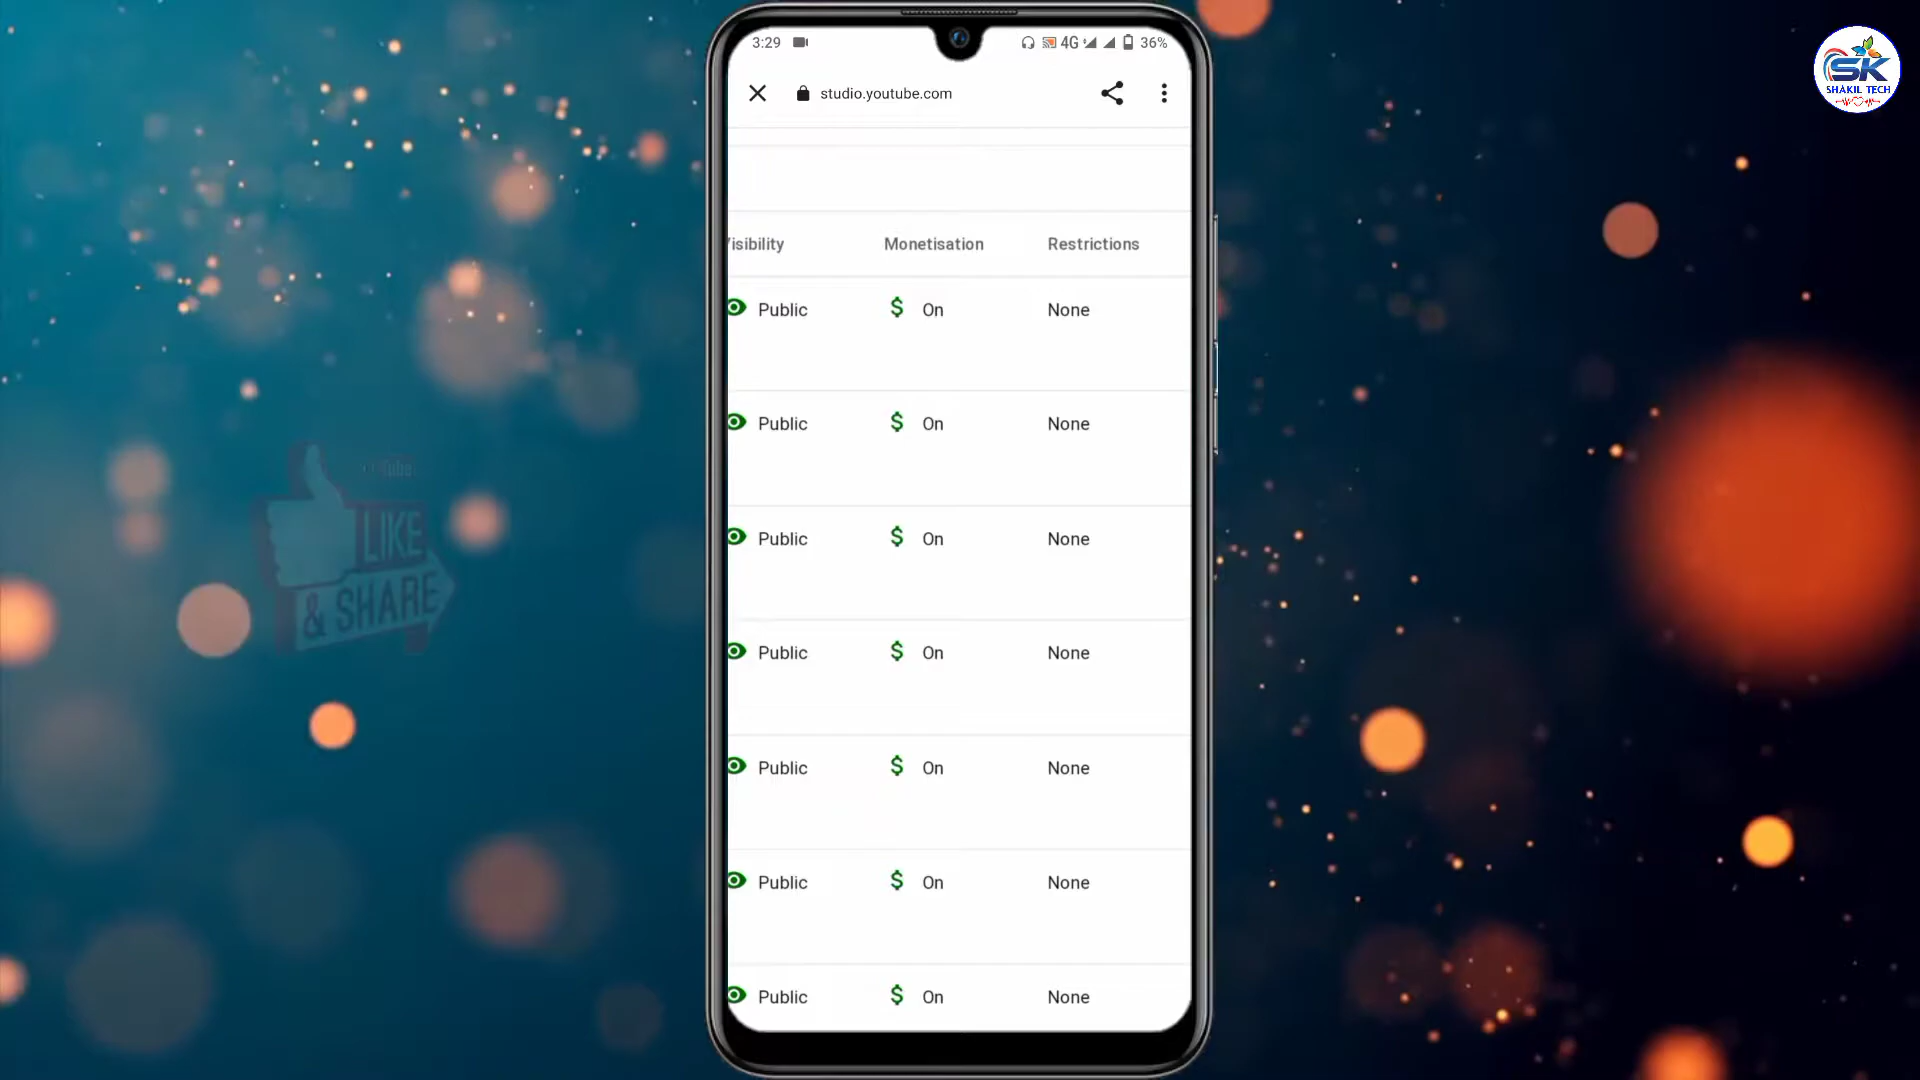 3:29 4G 36%
SK
SHAKIL TECH
studio.youtube.com
isibility Monetisation Restrictions
Public $ On None
Public $ On None
Public $ On None
Public $ On None
Public $ On None
Public $ On None
Public $ On None
LIKE
& SHARE